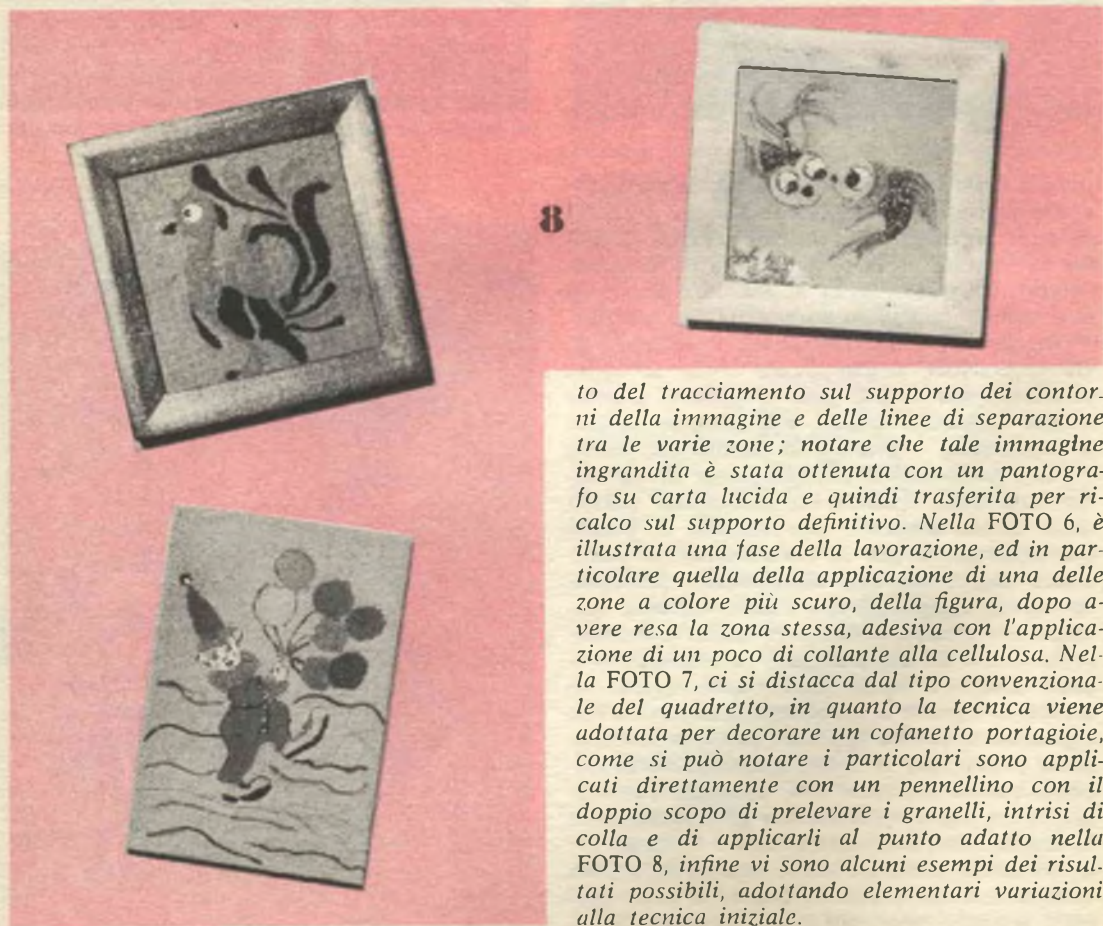 8
to del tracciamento sul supporto dei contor-
ni della immagine e delle linee di separazione
tra le varie zone; notare che tale immagine
ingrandita è stata ottenuta con un pantogra-
fo su carta lucida e quindi trasferita per ri-
calco sul supporto definitivo. Nella FOTO 6, è
illustrata una fase della lavorazione, ed in par-
ticolare quella della applicazione di una delle
zone a colore più scuro, della figura, dopo a-
vere resa la zona stessa, adesiva con l'applica-
zione di un poco di collante alla cellulosa. Nel-
la FOTO 7, ci si distacca dal tipo convenziona-
le del quadretto, in quanto la tecnica viene
adottata per decorare un cofanetto portagioie,
come si può notare i particolari sono appli-
cati direttamente con un pennellino con il
doppio scopo di prelevare i granelli, intrisi di
colla e di applicarli al punto adatto nella
FOTO 8, infine vi sono alcuni esempi dei risul-
tati possibili, adottando elementari variazioni
alla tecnica iniziale.